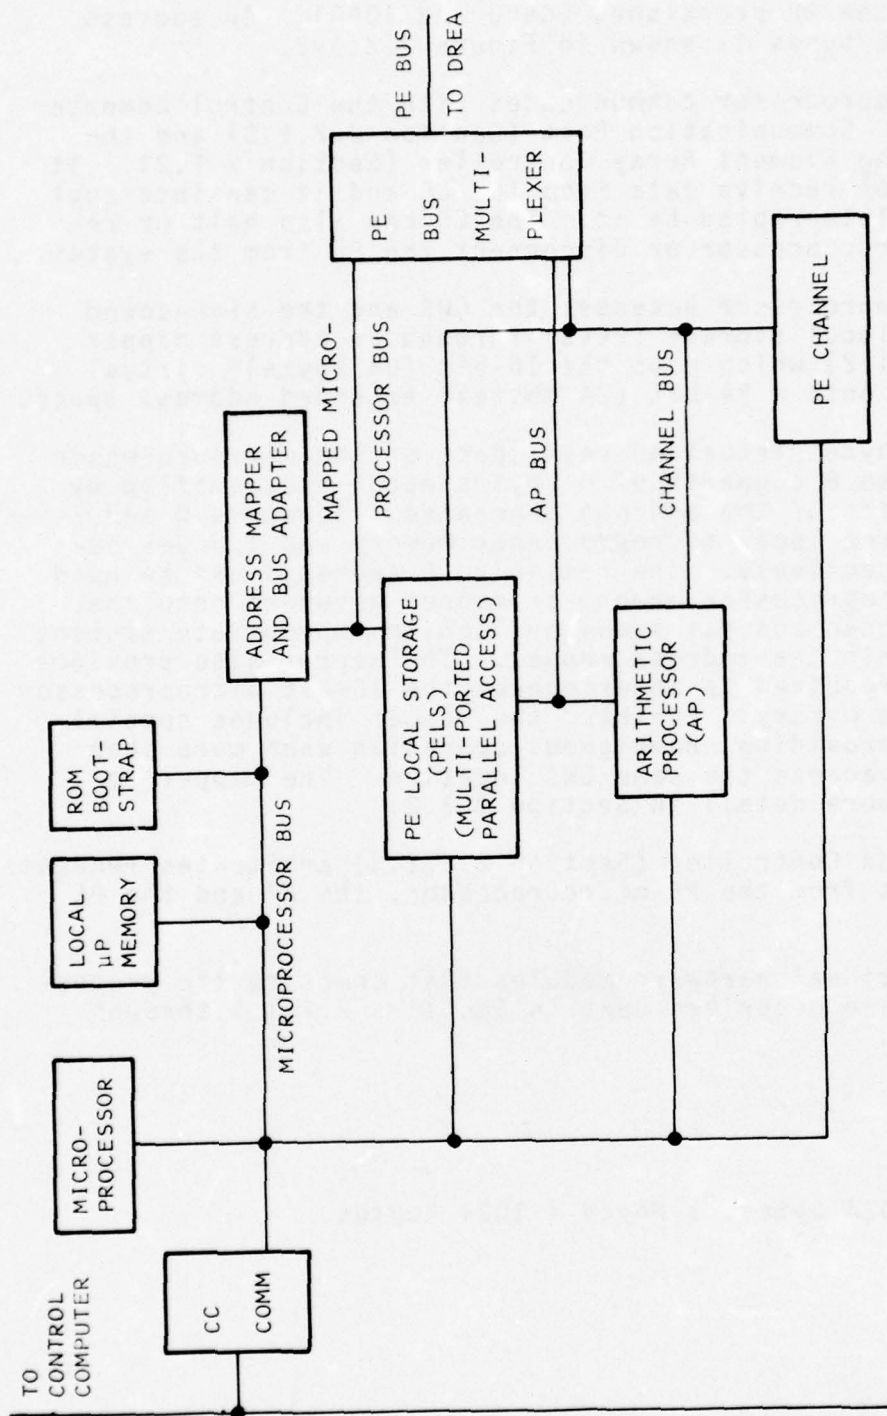 TO
CONTROL
COMPUTER
CC
COMM
MICRO-
PROCESSOR
LOCAL
µP
MEMORY
ROM
BOOT-
STRAP
MICROPROCESSOR BUS
ADDRESS MAPPER
AND BUS ADAPTER
MAPPED MICRO-
PROCESSOR BUS
PE
BUS
MULTI-
PLEXER
PE BUS
TO DREA
PE LOCAL STORAGE
(PELS)
(MULTI-PORTED
PARALLEL ACCESS)
AP BUS
ARITHMETIC
PROCESSOR
(AP)
CHANNEL BUS
PE CHANNEL